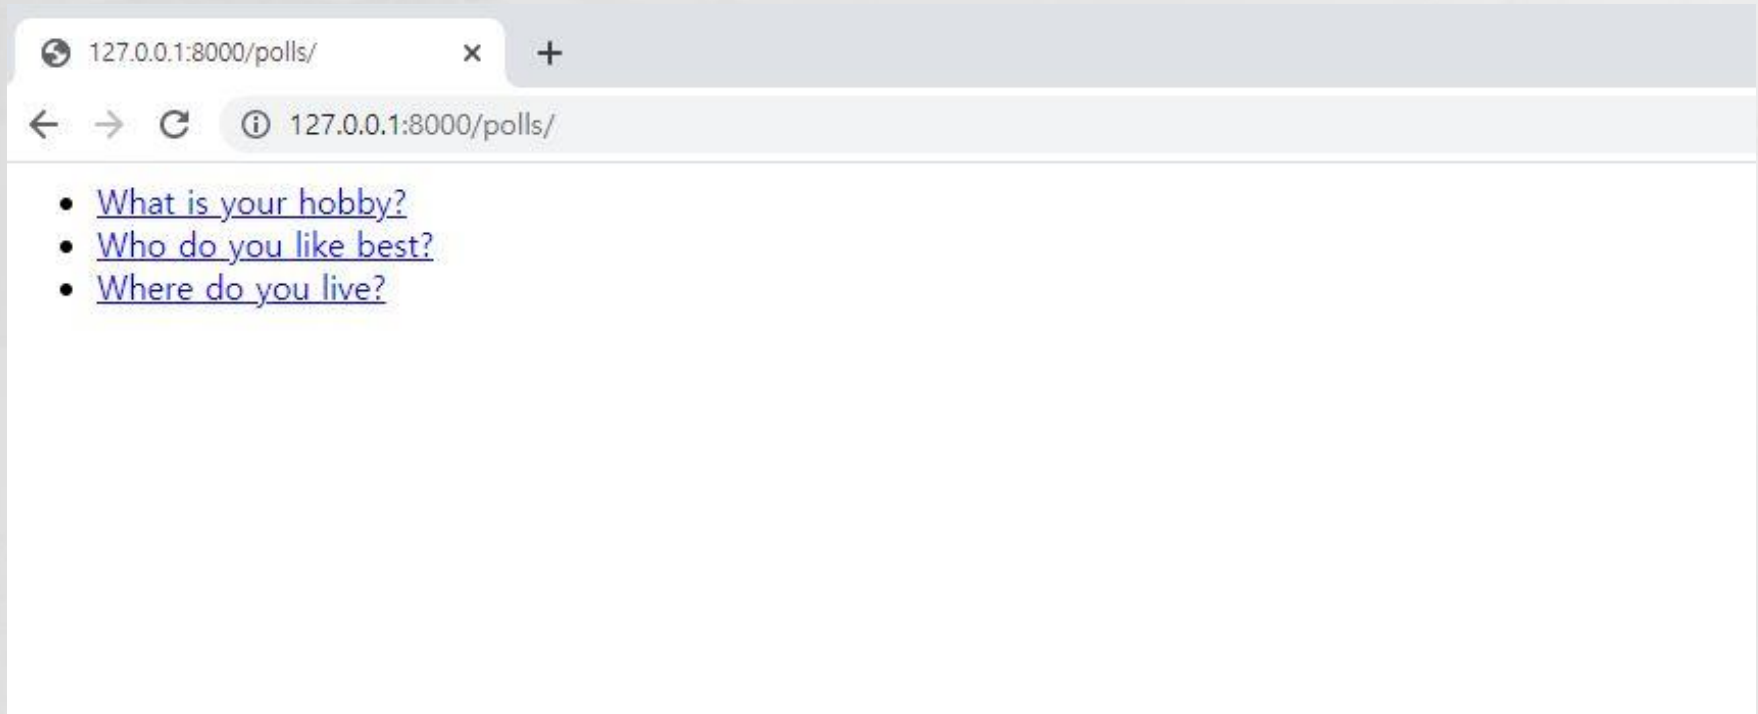 127.0.0.1:8000/polls/
127.0.0.1:8000/polls/
What is your hobby?
Who do you like best?
Where do you live?